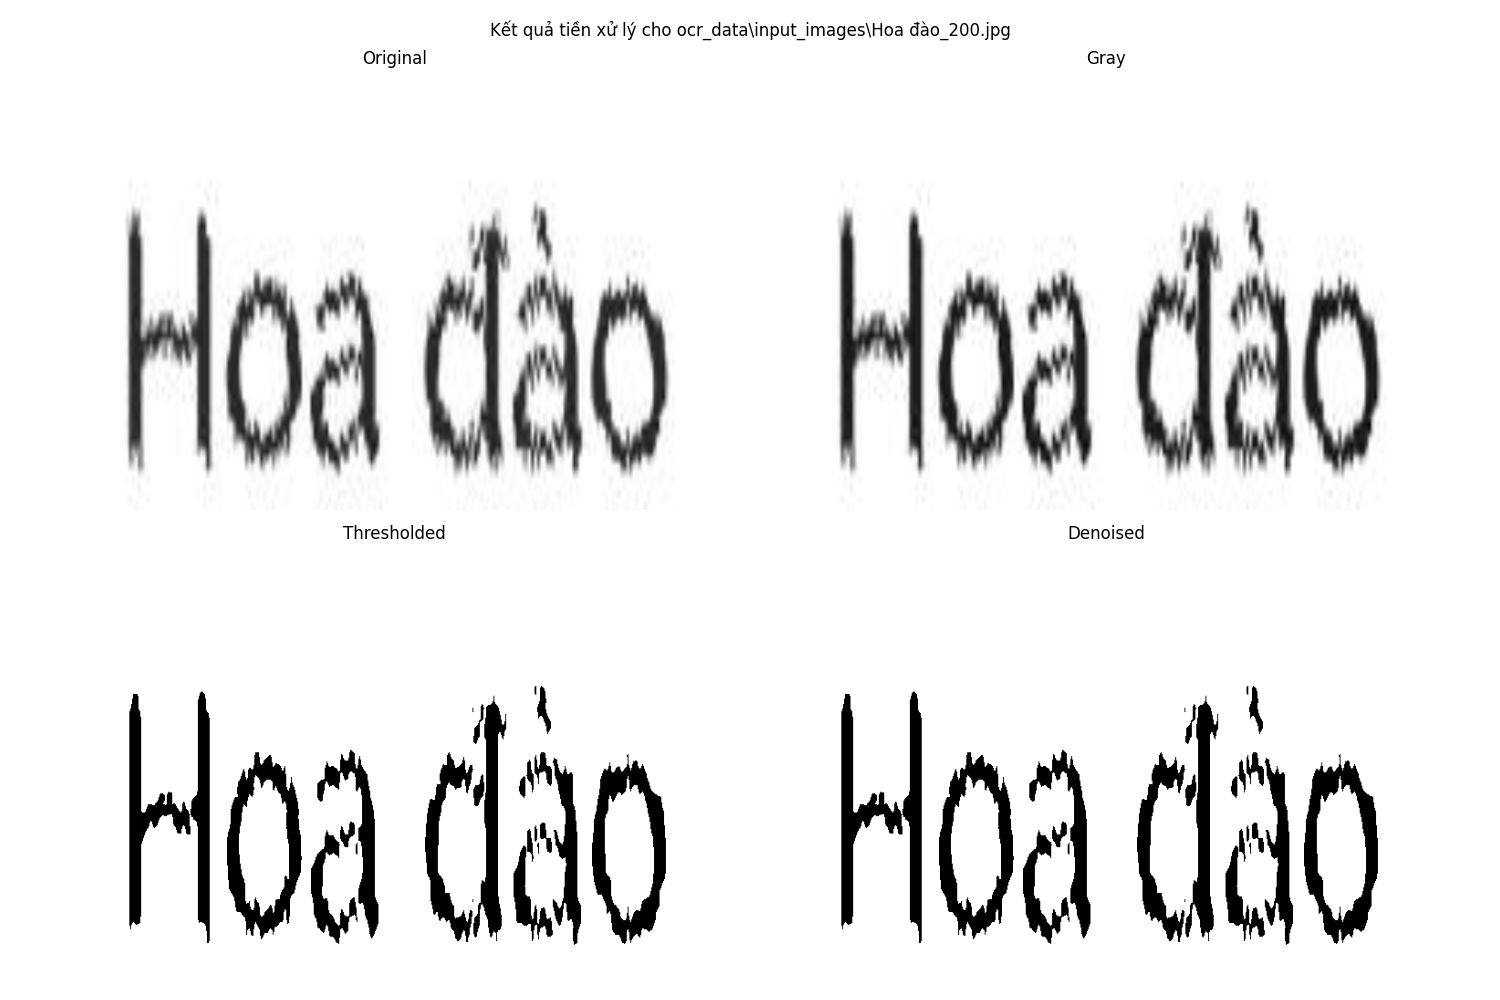 Kết quả tiền xử lý cho ocr_data\input_images\Hoa đào_200.jpg
Original
Gray
Hoa đào
Hoa đào
Thresholded
Denoised
Hoa đào
Hoa đào